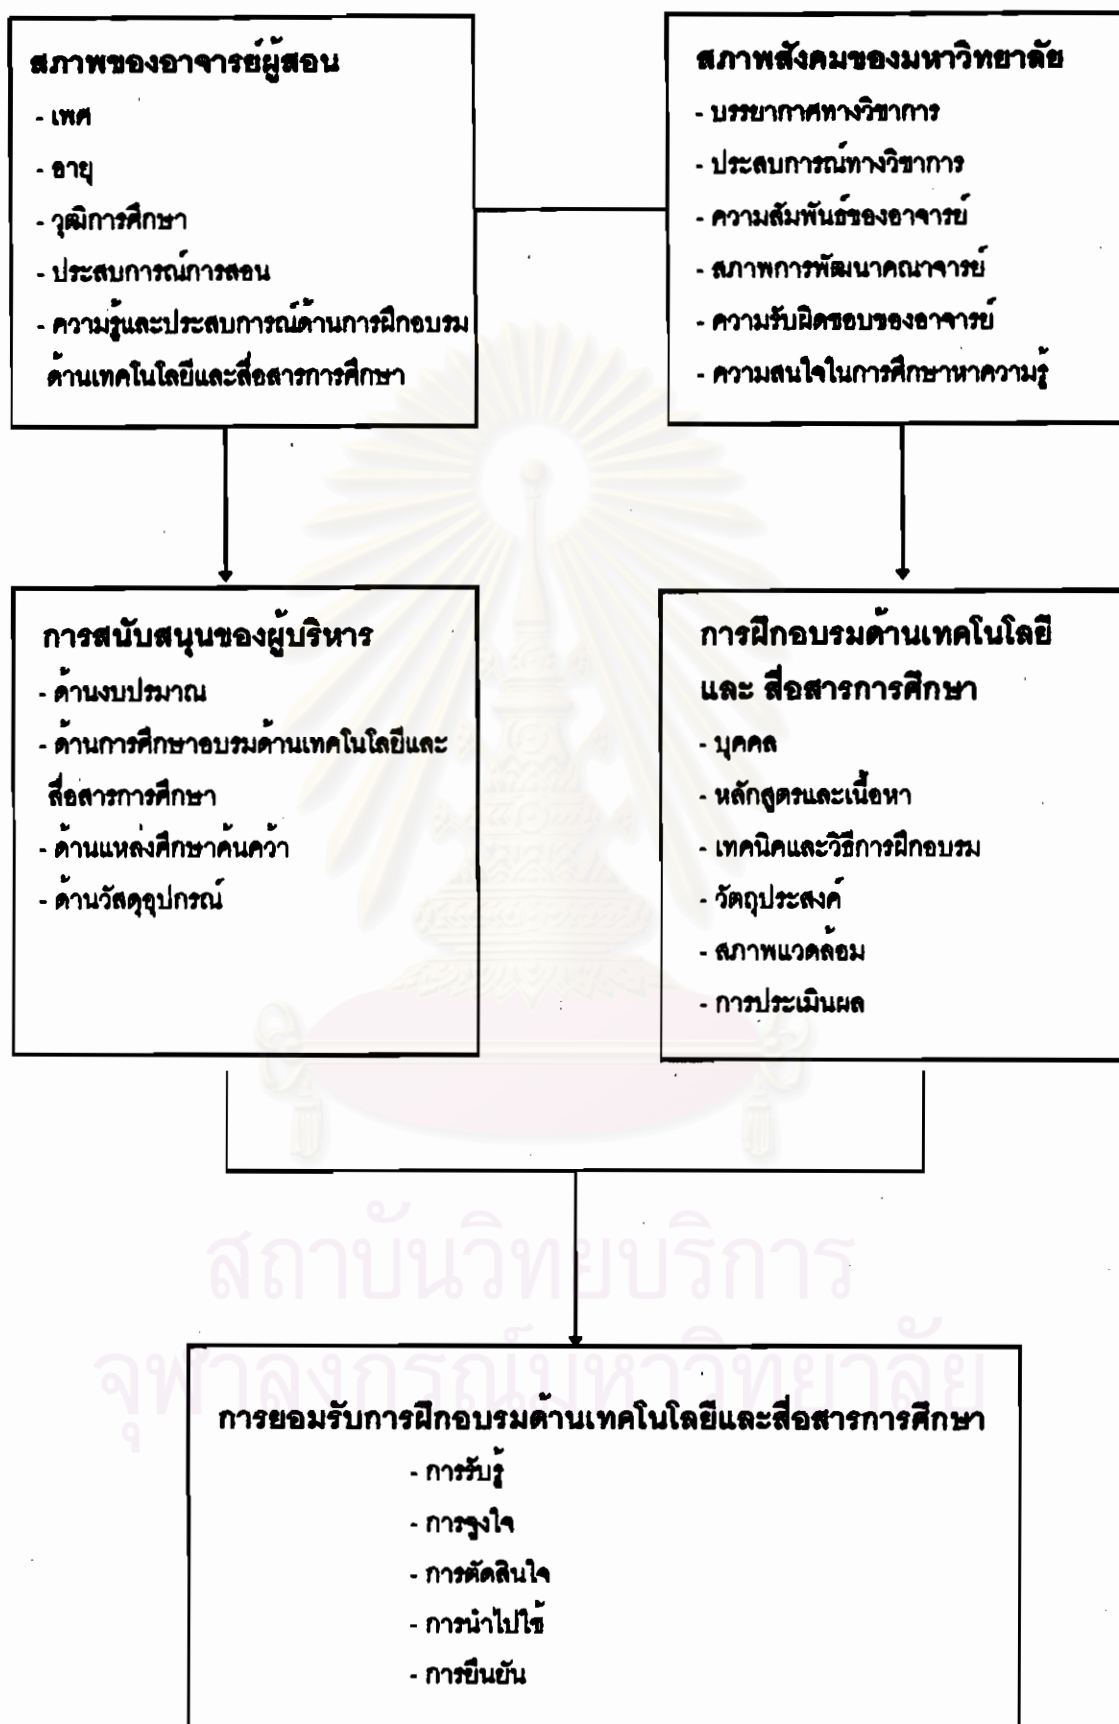 สภาพของอาจารย์ผู้สอน
- เพศ
- อายุ
- วุฒิการศึกษา
- ประสบการณ์การสอน
- ความรู้และประสบการณ์ด้านการฝึกอบรม
ด้านเทคโนโลยีและสื่อสารการศึกษา
สภาพสังคมของมหาวิทยาลัย
- บรรยากาศทางวิชาการ
- ประสบการณ์ทางวิชาการ
- ความสัมพันธ์ของอาจารย์
- สภาพการพัฒนาคณาจารย์
- ความรับผิดชอบของอาจารย์
- ความสนใจในการศึกษาหาความรู้
การสนับสนุนของผู้บริหาร
- ด้านงบประมาณ
- ด้านการศึกษาอบรมด้านเทคโนโลยีและ
สื่อสารการศึกษา
- ด้านแหล่งศึกษาค้นคว้า
- ด้านวัสดุอุปกรณ์
การฝึกอบรมด้านเทคโนโลยี
และ สื่อสารการศึกษา
- บุคคล
- หลักสูตรและเนื้อหา
- เทคนิคและวิธีการฝึกอบรม
- วัตถุประสงค์
- สภาพแวดล้อม
- การประเมินผล
สถาบันวิทยบริการ
จุฬาลงกรณ์มหาวิทยาลัย
การยอมรับการฝึกอบรมด้านเทคโนโลยีและสื่อสารการศึกษา
- การรับรู้
- การจูงใจ
- การตัดสินใจ
- การนำไปใช้
- การยืนยัน